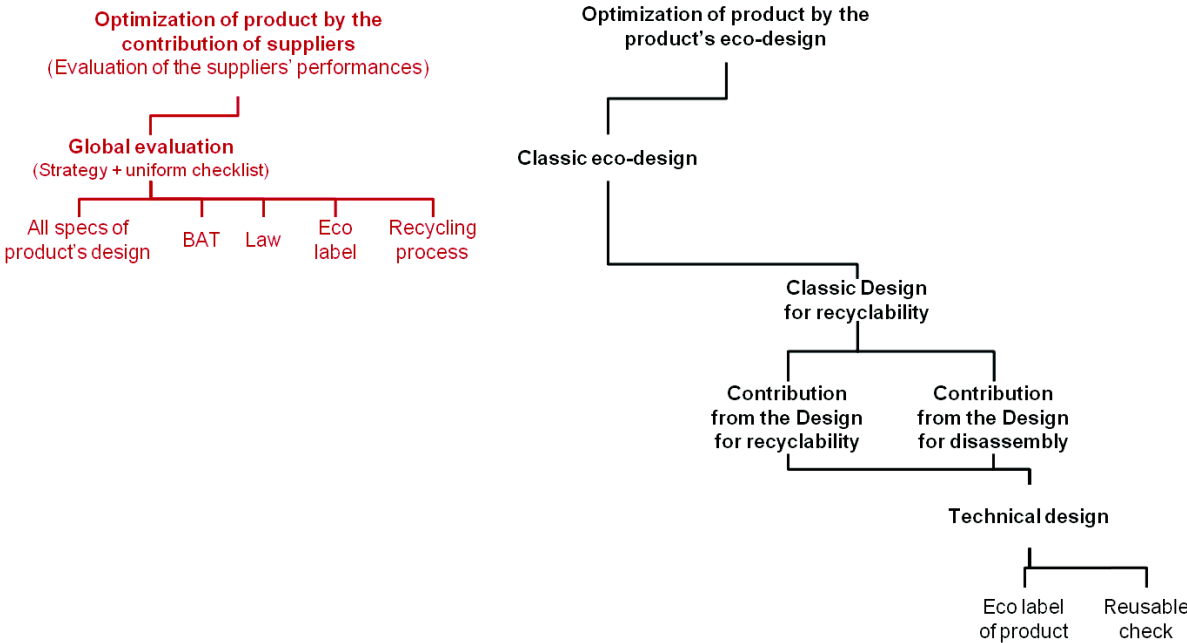 Optimization of product by the
contribution of suppliers
(Evaluation of the suppliers' performances)
Global evaluation
(Strategy + uniform checklist)
All specs of
product's design
BAT
Law
Eco
label
Recycling
process
Optimization of product by the
product's eco-design
Classic eco-design
Classic Design
for recyclability
Contribution
from the Design
for recyclability
Contribution
from the Design
for disassembly
Technical design
Eco label
of product
Reusable
check